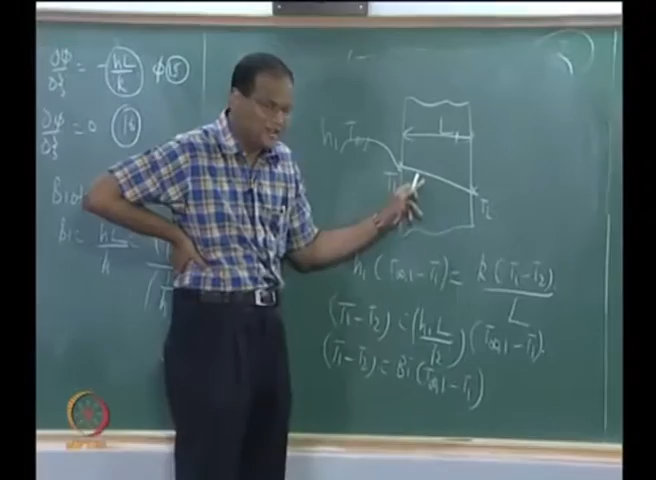 ∂φ/∂ξ = -(hL/k) φ (15)
∂φ/∂ξ = 0 (16)
Bi = hL/k =
h₁, T∞,₁
L
T₁
T₂
h₁ (T∞,₁ - T₁) = k (T₁ - T₂)/L
(T₁ - T₂) = (h₁L/k) (T∞,₁ - T₁).
(T₁ - T₂) = Bi (T∞,₁ - T₁)